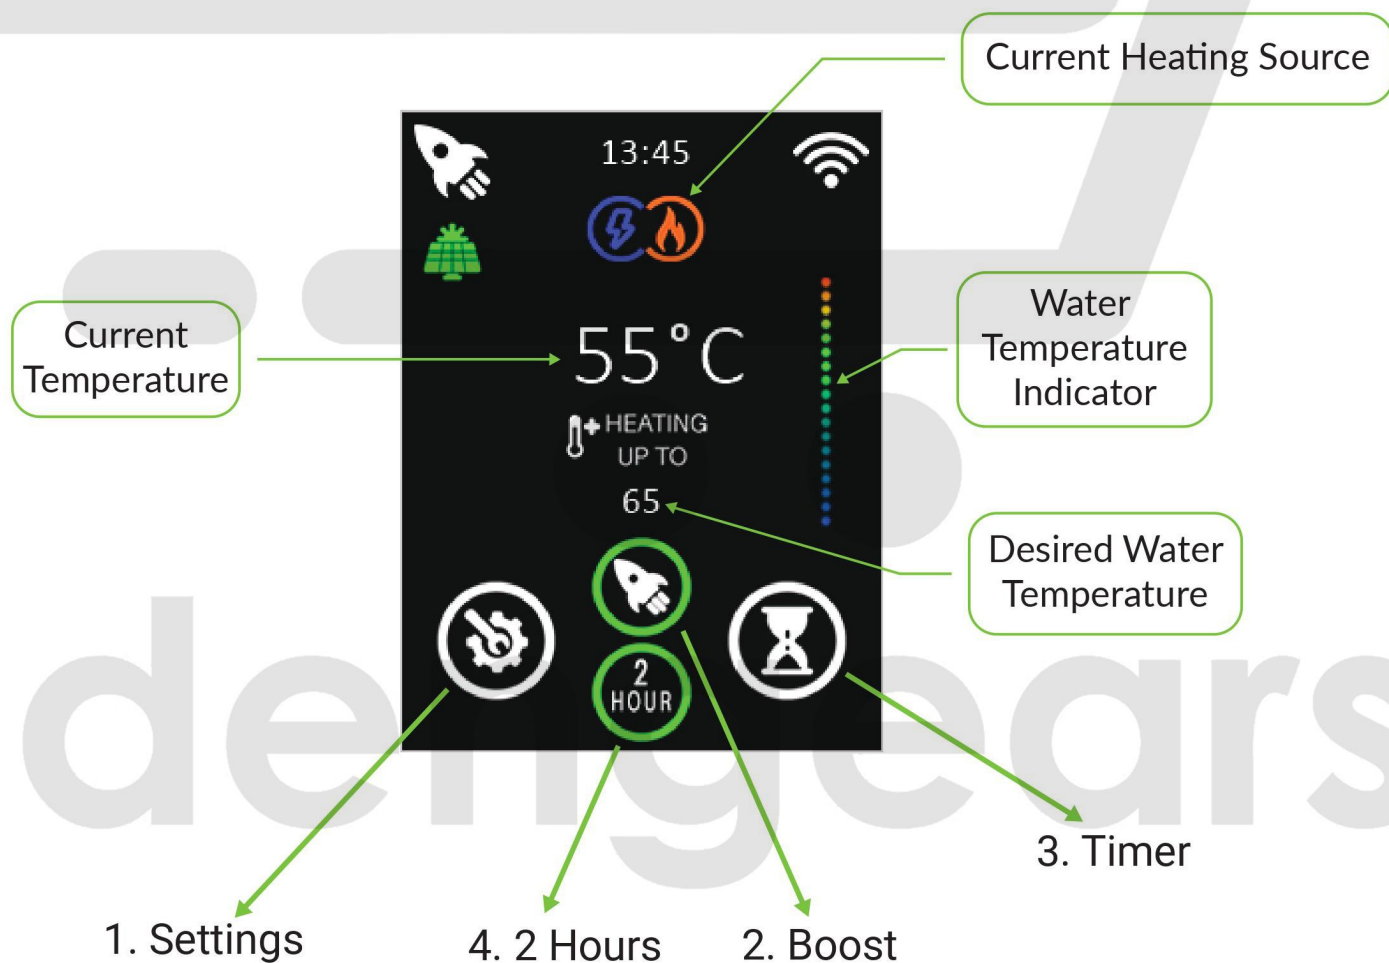 Current Heating Source
13:45
Water
Temperature
Indicator
Current
Temperature
55°C
HEATING
UP TO
65
Desired Water
Temperature
2
HOUR
dengears
3. Timer
1. Settings
4. 2 Hours
2. Boost